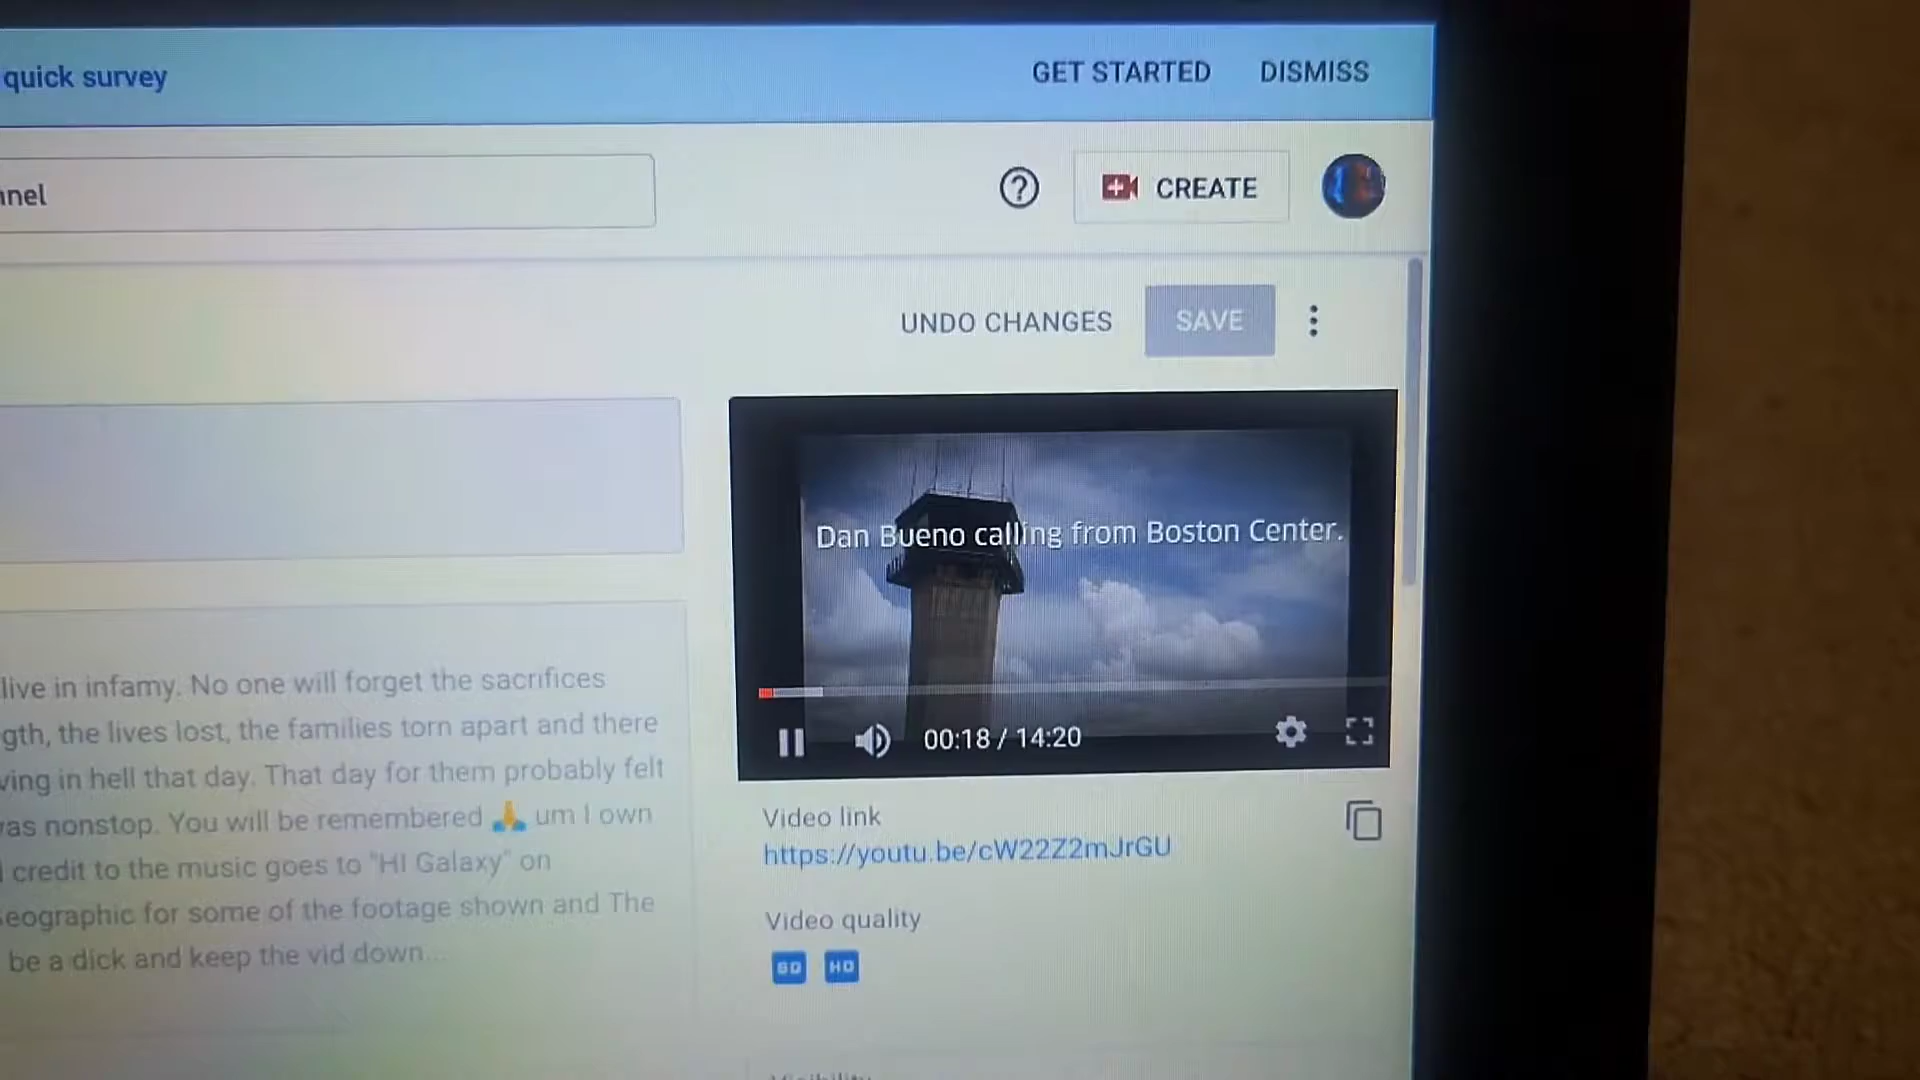 quick survey
GET STARTED
DISMISS
nnel
CREATE
UNDO CHANGES
SAVE
Dan Bueno calling from Boston Center.
00:18 / 14:20
live in infamy. No one will forget the sacrifices
gth, the lives lost, the families torn apart and there
ving in hell that day. That day for them probably felt
was nonstop. You will be remembered 🙏 um I own
credit to the music goes to "HI Galaxy" on
Geographic for some of the footage shown and The
be a dick and keep the vid down...
Video link
https://youtu.be/cW22Z2mJrGU
Video quality
SD HD
Visibility